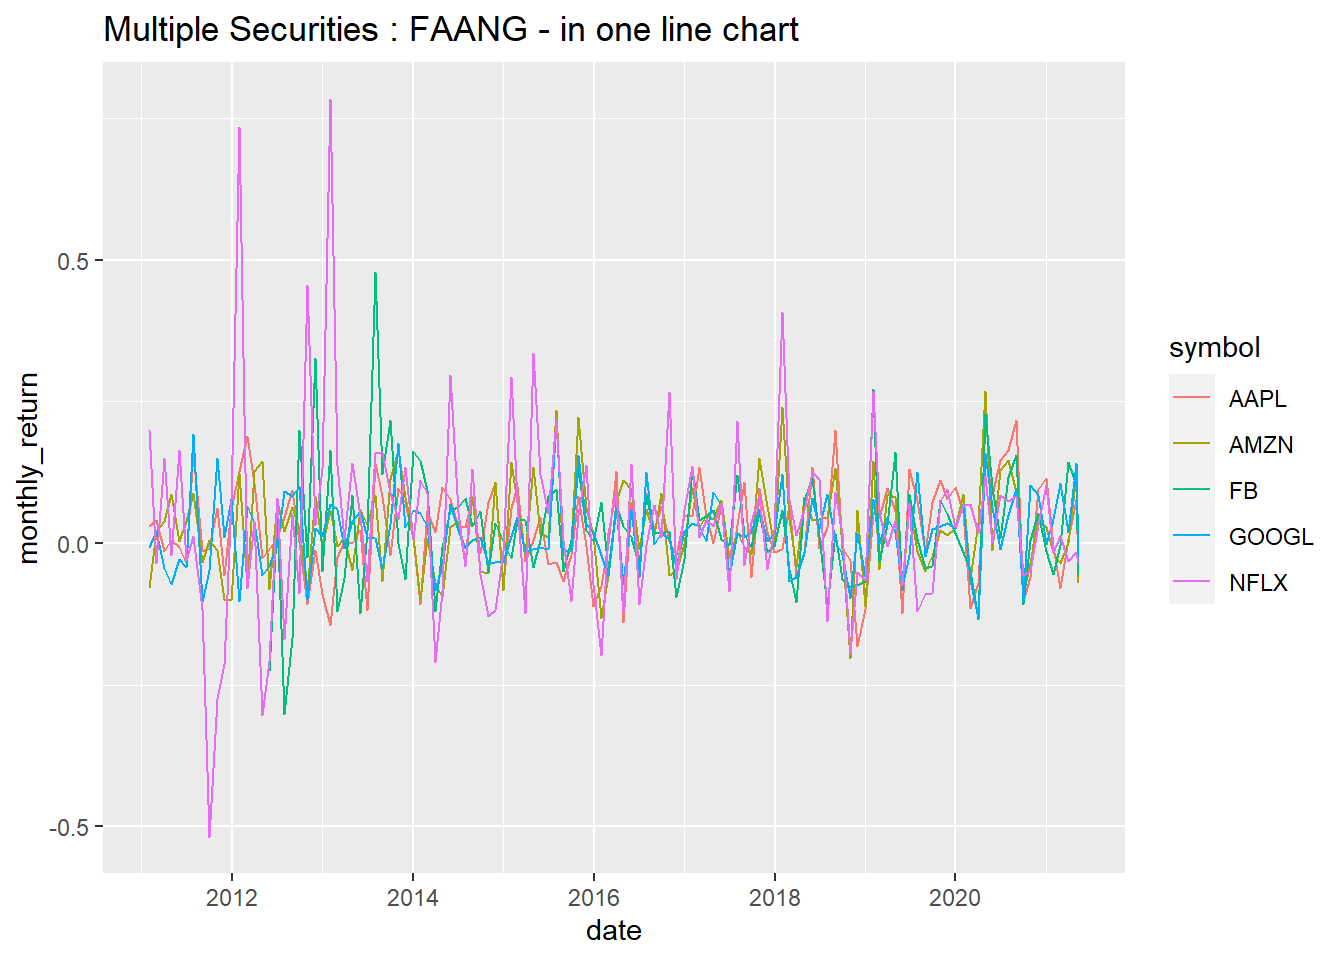 Multiple Securities : FAANG - in one line chart
monthly_return
0.5
0.0
-0.5
2012
2014
2016
2018
2020
date
symbol
AAPL
AMZN
FB
GOOGL
NFLX